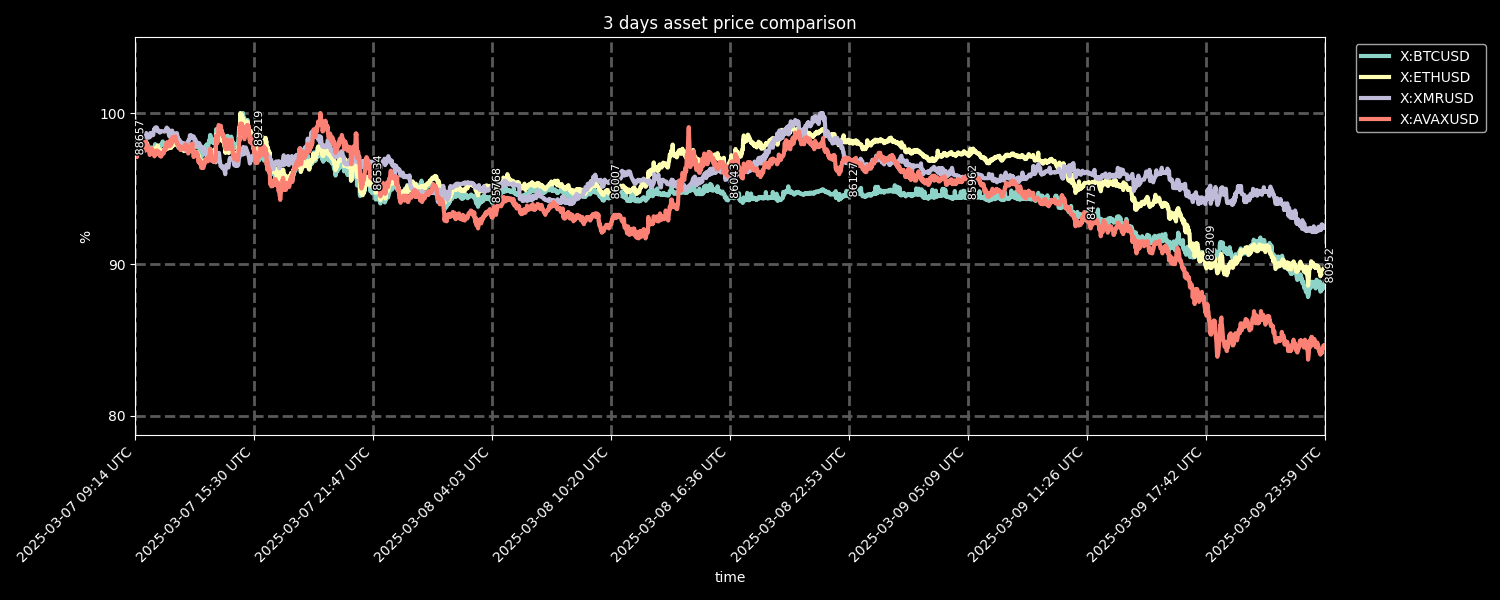 3 days asset price comparison
X:BTCUSD
X:ETHUSD
X:XMRUSD
X:AVAXUSD
%
100
90
80
88657
89219
86534
85768
86007
86043
86127
85962
84775
82309
80952
2025-03-07 09:14 UTC
2025-03-07 15:30 UTC
2025-03-07 21:47 UTC
2025-03-08 04:03 UTC
2025-03-08 10:20 UTC
2025-03-08 16:36 UTC
2025-03-08 22:53 UTC
2025-03-09 05:09 UTC
2025-03-09 11:26 UTC
2025-03-09 17:42 UTC
2025-03-09 23:59 UTC
time